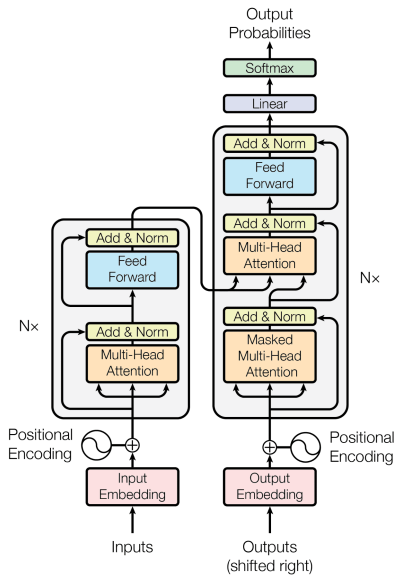 Output
Probabilities
Softmax
Linear
Add & Norm
Feed
Forward
Add & Norm
Multi-Head
Attention
Add & Norm
Masked
Multi-Head
Attention
Nx
Add & Norm
Feed
Forward
Add & Norm
Multi-Head
Attention
Nx
Positional
Encoding
Positional
Encoding
Input
Embedding
Output
Embedding
Inputs
Outputs
(shifted right)